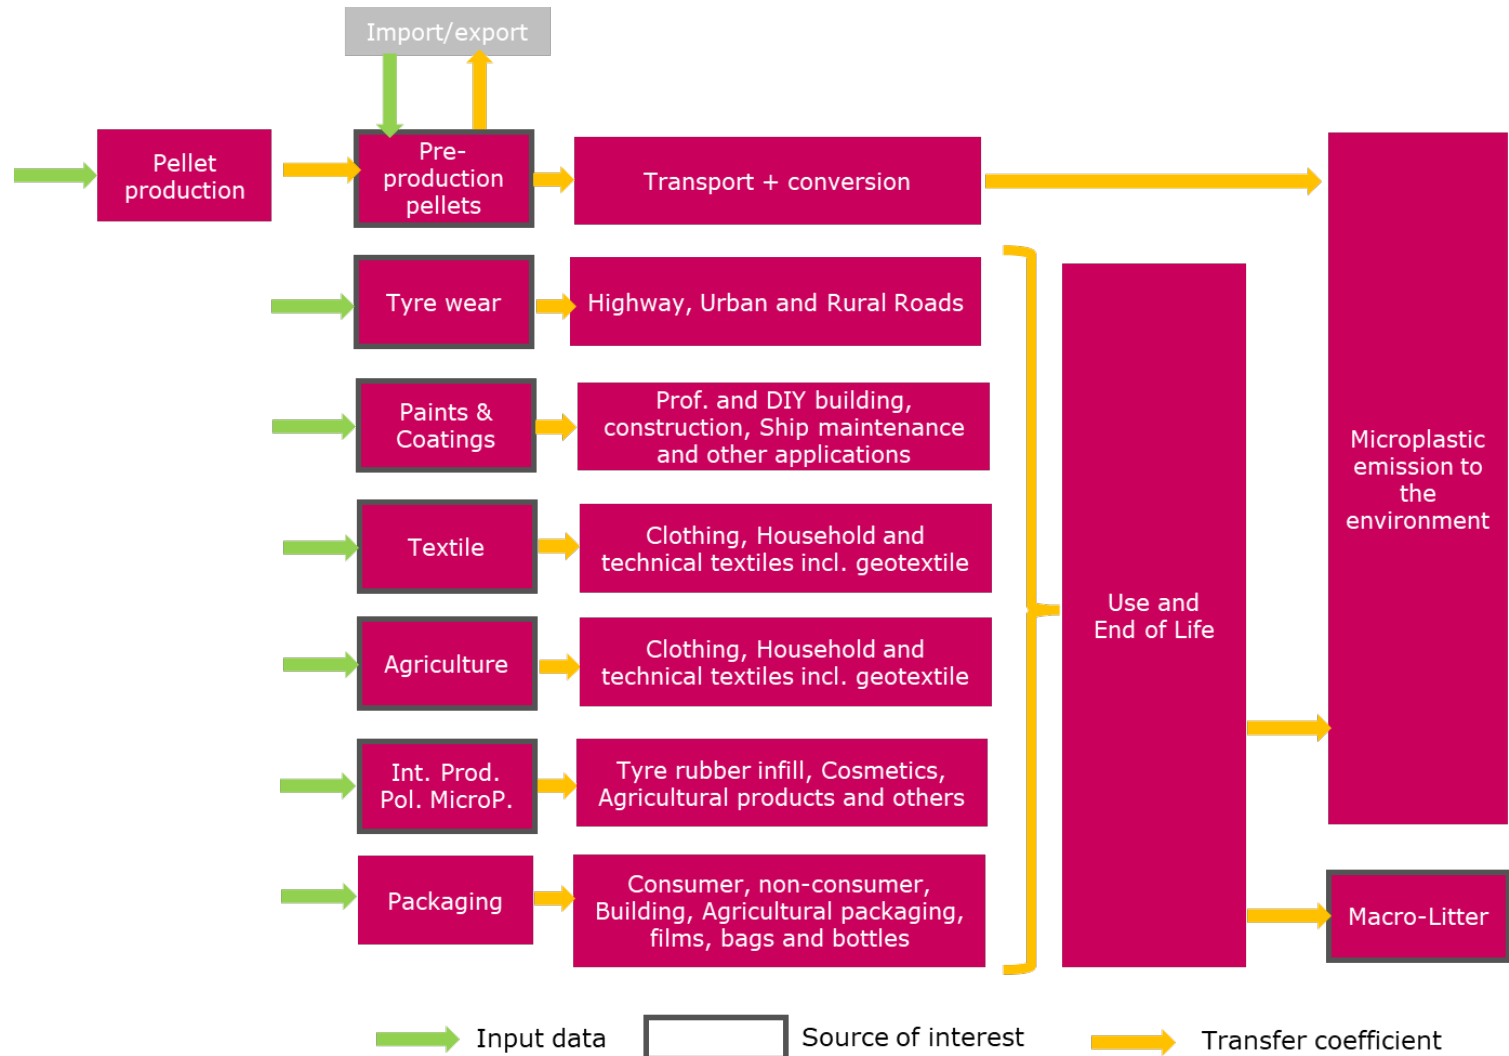 Import/export
Pellet
production
Pre-
production
pellets
Transport + conversion
Tyre wear
Highway, Urban and Rural Roads
Paints &
Coatings
Prof. and DIY building,
construction, Ship maintenance
and other applications
Textile
Clothing, Household and
technical textiles incl. geotextile
Agriculture
Clothing, Household and
technical textiles incl. geotextile
Int. Prod.
Pol. MicroP.
Tyre rubber infill, Cosmetics,
Agricultural products and others
Packaging
Consumer, non-consumer,
Building, Agricultural packaging,
films, bags and bottles
Use and
End of Life
Microplastic
emission to
the
environment
Macro-Litter
Input data
Source of interest
Transfer coefficient